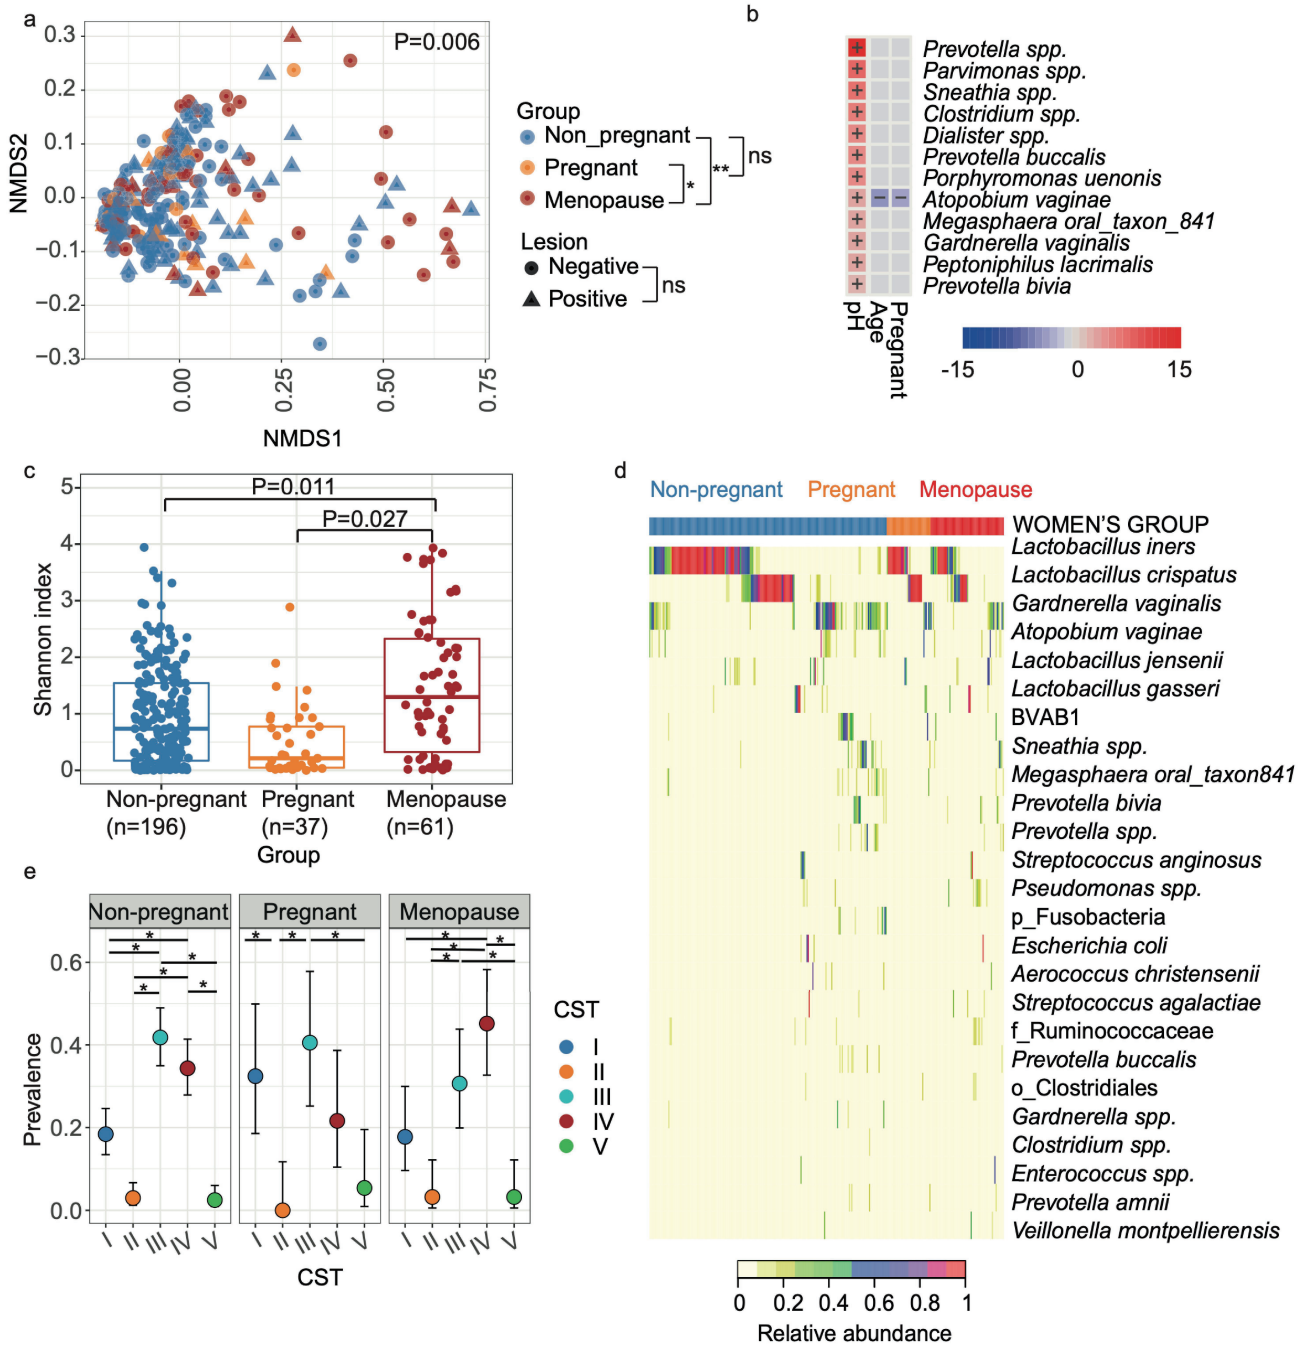 a
P=0.006
0.3
0.2
0.1
0.0
−0.1
−0.2
−0.3
NMDS2
0.00
0.25
0.50
0.75
NMDS1
Group
Non_pregnant
Pregnant
Menopause
*
**
ns
Lesion
Negative
Positive
ns
b
Prevotella spp.
Parvimonas spp.
Sneathia spp.
Clostridium spp.
Dialister spp.
Prevotella buccalis
Porphyromonas uenonis
Atopobium vaginae
Megasphaera oral_taxon_841
Gardnerella vaginalis
Peptoniphilus lacrimalis
Prevotella bivia
+
+
+
+
+
+
+
+ − −
+
+
+
+
pH
Age
Pregnant
-15 0 15
c
P=0.011
P=0.027
5
4
3
2
1
0
Shannon index
Non-pregnant
(n=196)
Pregnant
(n=37)
Menopause
(n=61)
Group
d
Non-pregnant Pregnant Menopause
WOMEN'S GROUP
Lactobacillus iners
Lactobacillus crispatus
Gardnerella vaginalis
Atopobium vaginae
Lactobacillus jensenii
Lactobacillus gasseri
BVAB1
Sneathia spp.
Megasphaera oral_taxon841
Prevotella bivia
Prevotella spp.
Streptococcus anginosus
Pseudomonas spp.
p_Fusobacteria
Escherichia coli
Aerococcus christensenii
Streptococcus agalactiae
f_Ruminococcaceae
Prevotella buccalis
o_Clostridiales
Gardnerella spp.
Clostridium spp.
Enterococcus spp.
Prevotella amnii
Veillonella montpellierensis
0 0.2 0.4 0.6 0.8 1
Relative abundance
e
Non-pregnant
Pregnant
Menopause
* * * * * *
* * *
* * * * *
0.6
0.4
0.2
0.0
Prevalence
I II III IV V
I II III IV V
I II III IV V
CST
CST
I
II
III
IV
V